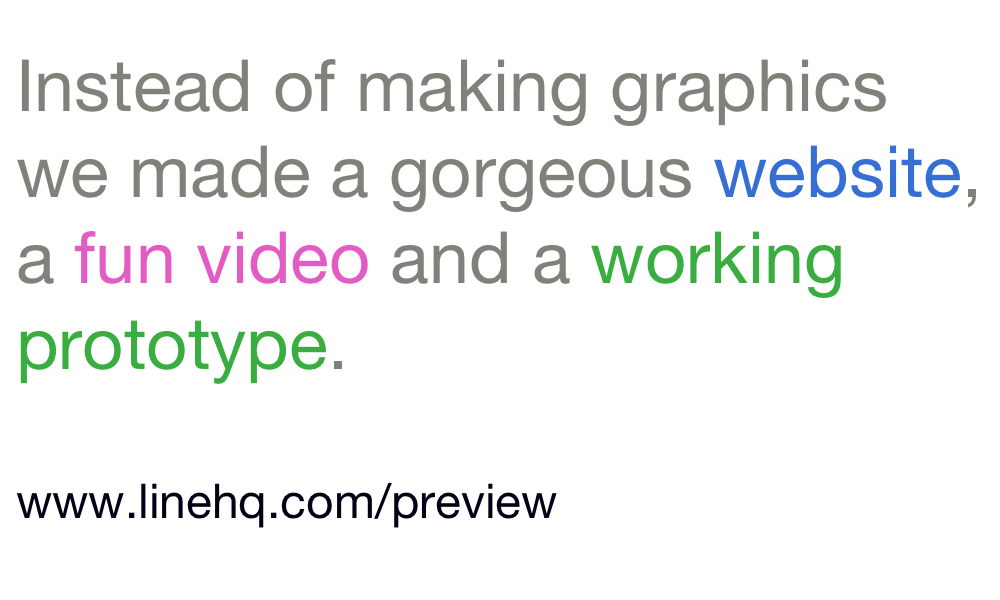 Instead of making graphics
we made a gorgeous website,
a fun video and a working
prototype.
www.linehq.com/preview